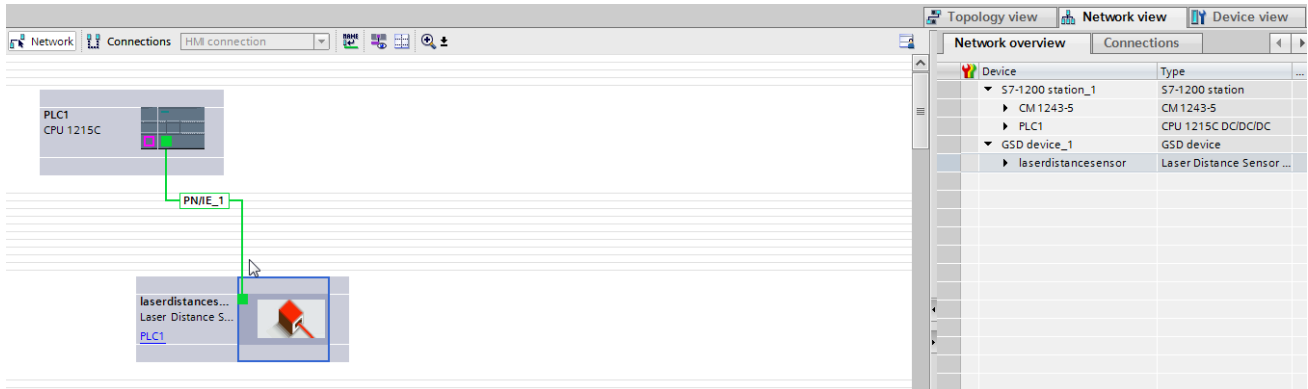 Topology view Network view Device view
Network Connections HMI connection
Network overview Connections
Device Type ...
S7-1200 station_1 S7-1200 station
CM 1243-5 CM 1243-5
PLC1 CPU 1215C DC/DC/DC
GSD device_1 GSD device
laserdistancesensor Laser Distance Sensor ...
PLC1
CPU 1215C
PN/IE_1
laserdistances...
Laser Distance S...
PLC1